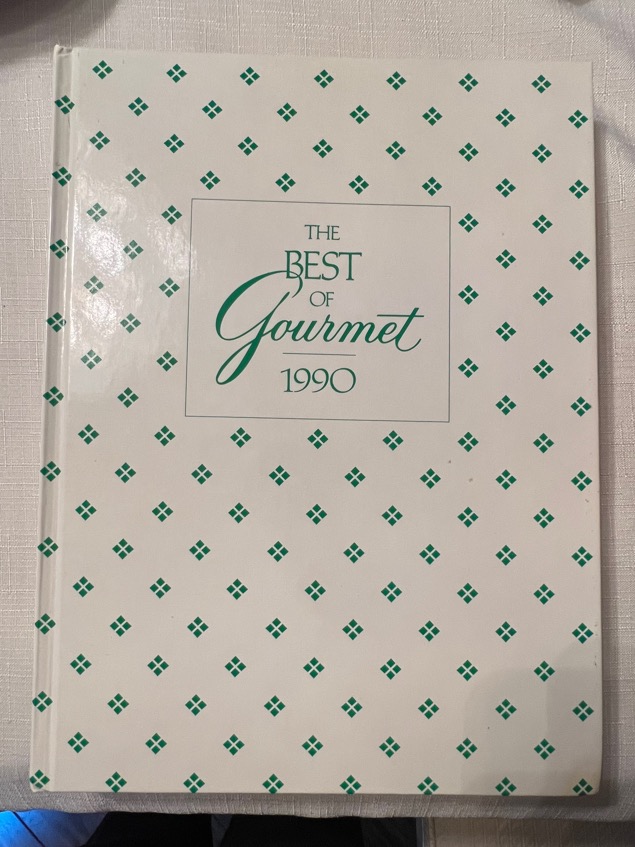 THE
BEST
OF
Gourmet
1990